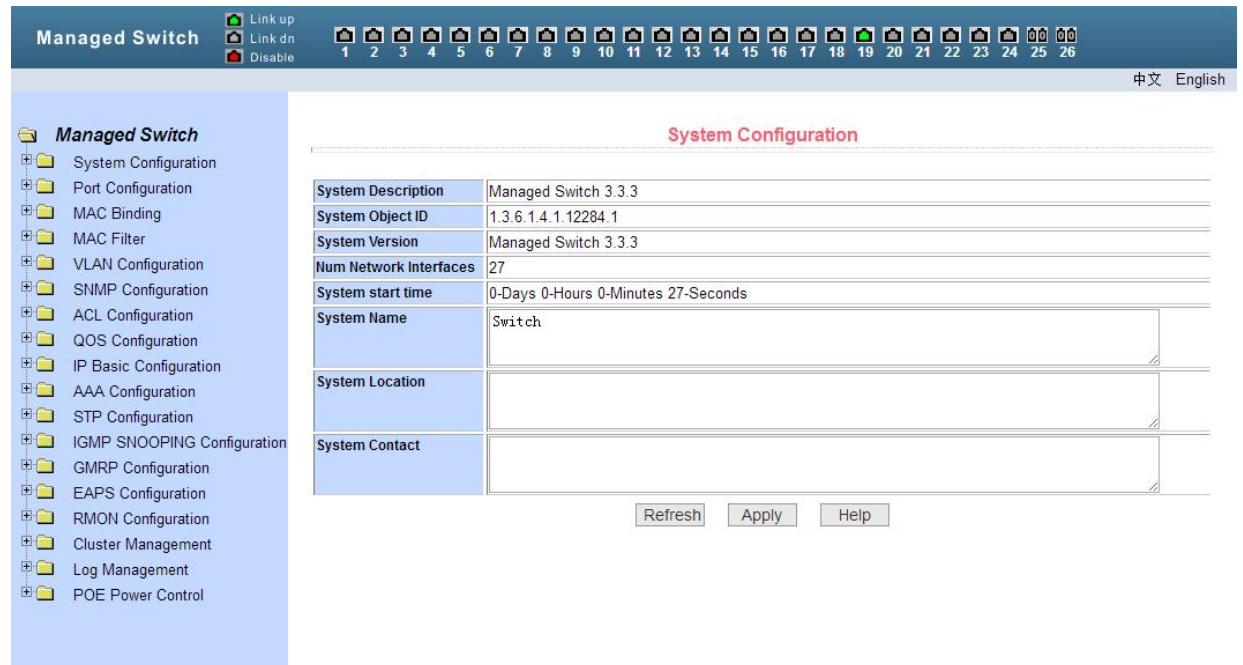 Managed Switch
Link up
Link dn
Disable
1 2 3 4 5 6 7 8 9 10 11 12 13 14 15 16 17 18 19 20 21 22 23 24 25 26
中文 English
Managed Switch
System Configuration
Port Configuration
MAC Binding
MAC Filter
VLAN Configuration
SNMP Configuration
ACL Configuration
QOS Configuration
IP Basic Configuration
AAA Configuration
STP Configuration
IGMP SNOOPING Configuration
GMRP Configuration
EAPS Configuration
RMON Configuration
Cluster Management
Log Management
POE Power Control
System Configuration
System Description Managed Switch 3.3.3
System Object ID 1.3.6.1.4.1.12284.1
System Version Managed Switch 3.3.3
Num Network Interfaces 27
System start time 0-Days 0-Hours 0-Minutes 27-Seconds
System Name Switch
System Location
System Contact
Refresh Apply Help